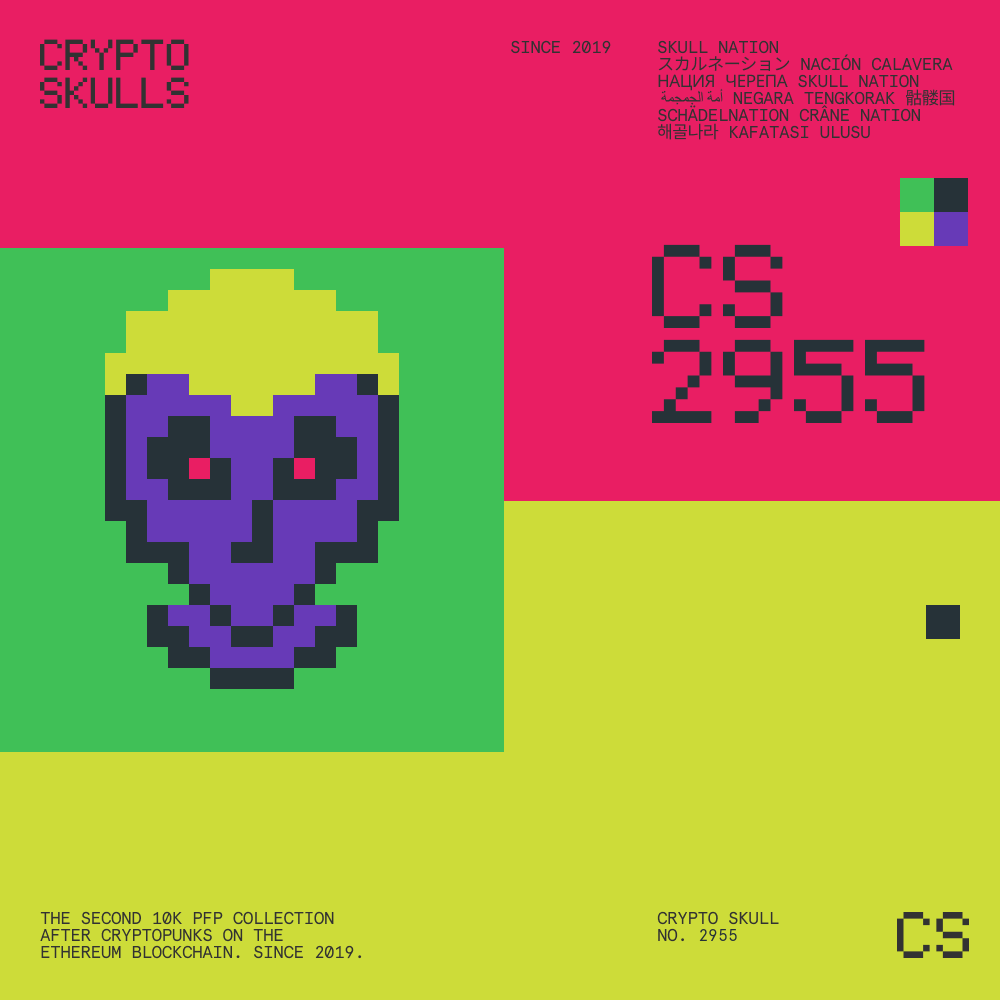 CRYPTO
SKULLS
SINCE 2019
SKULL NATION
スカルネーション NACIÓN CALAVERA
НАЦИЯ ЧЕРЕПА SKULL NATION
أمة الجمجمة NEGARA TENGKORAK 骷髅国
SCHÄDELNATION CRÂNE NATION
해골나라 KAFATASI ULUSU
CS
2955
THE SECOND 10K PFP COLLECTION
AFTER CRYPTOPUNKS ON THE
ETHEREUM BLOCKCHAIN. SINCE 2019.
CRYPTO SKULL
NO. 2955
CS